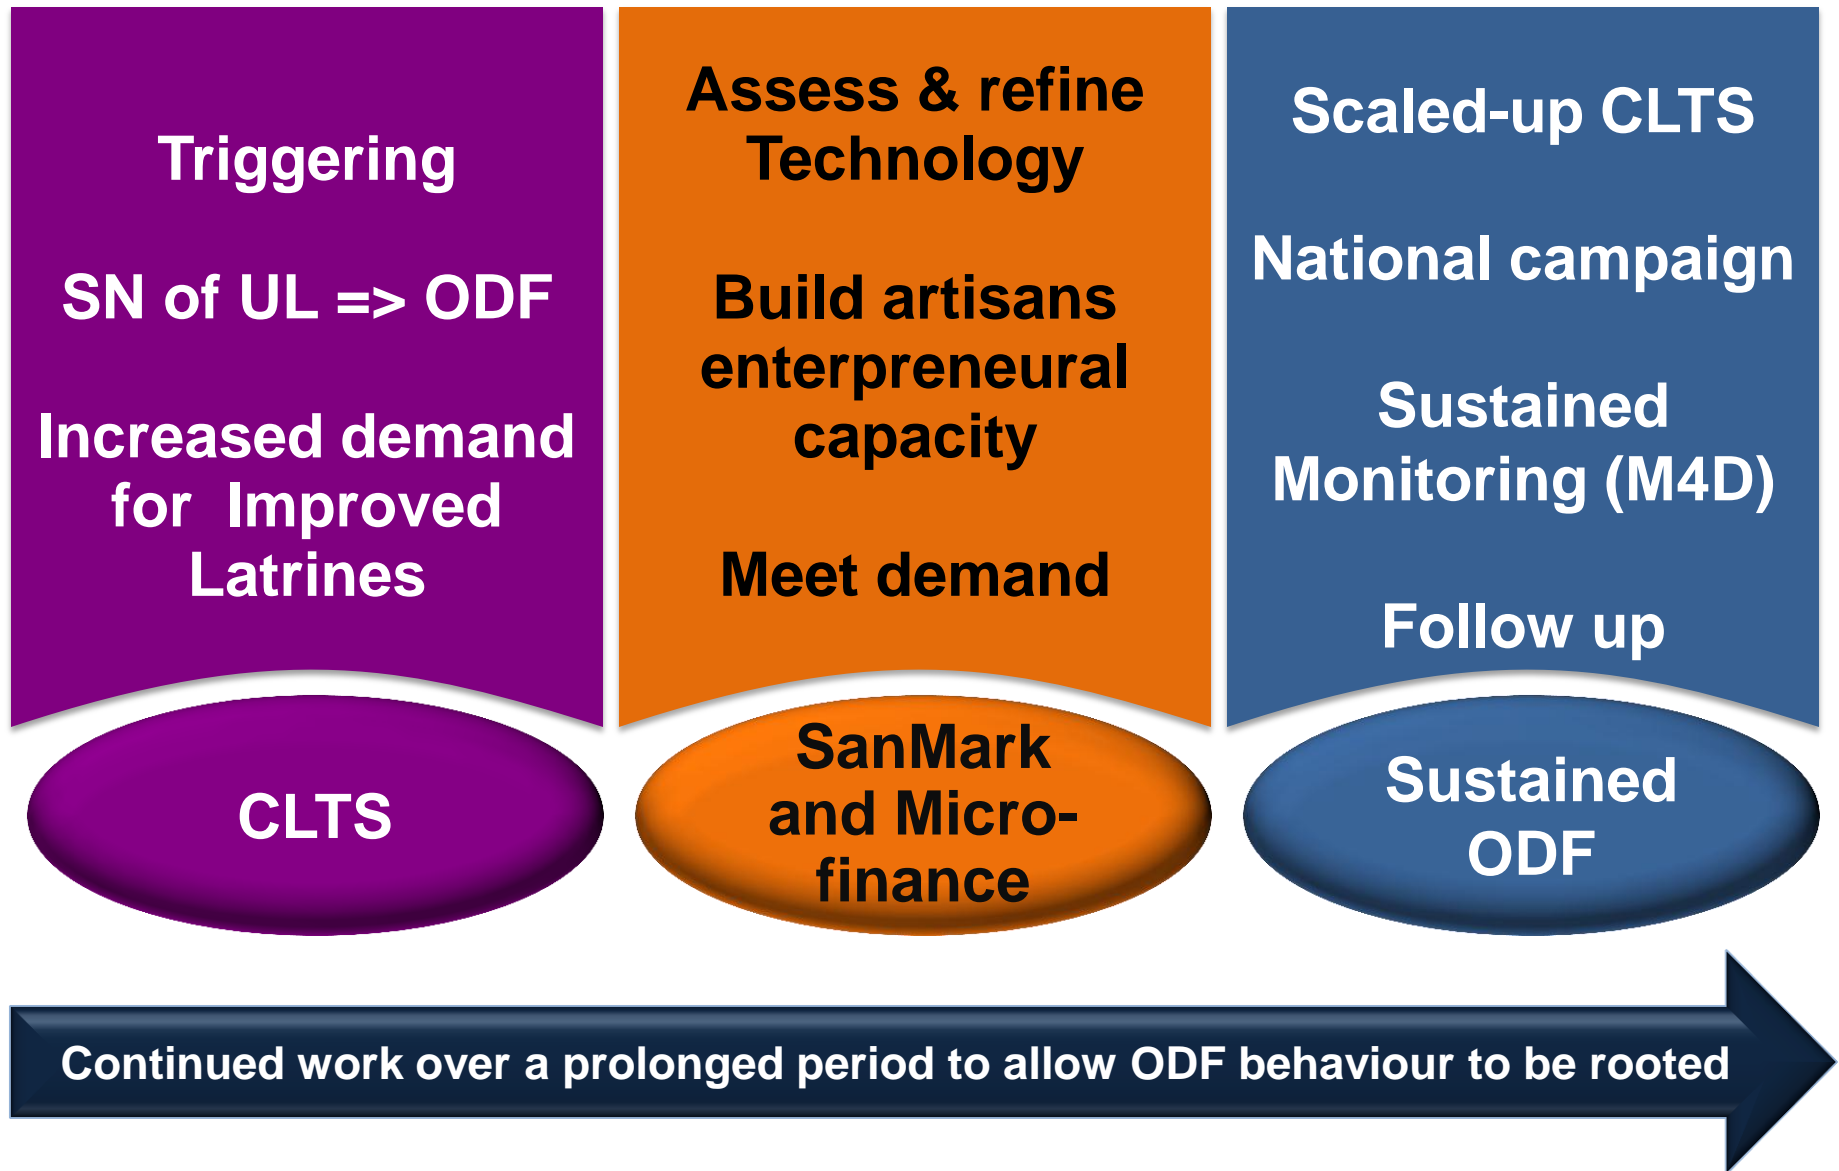 Triggering
SN of UL => ODF
Increased demand
for Improved
Latrines
CLTS
Assess & refine
Technology
Build artisans
enterpreneural
capacity
Meet demand
SanMark
and Micro-
finance
Scaled-up CLTS
National campaign
Sustained
Monitoring (M4D)
Follow up
Sustained
ODF
Continued work over a prolonged period to allow ODF behaviour to be rooted